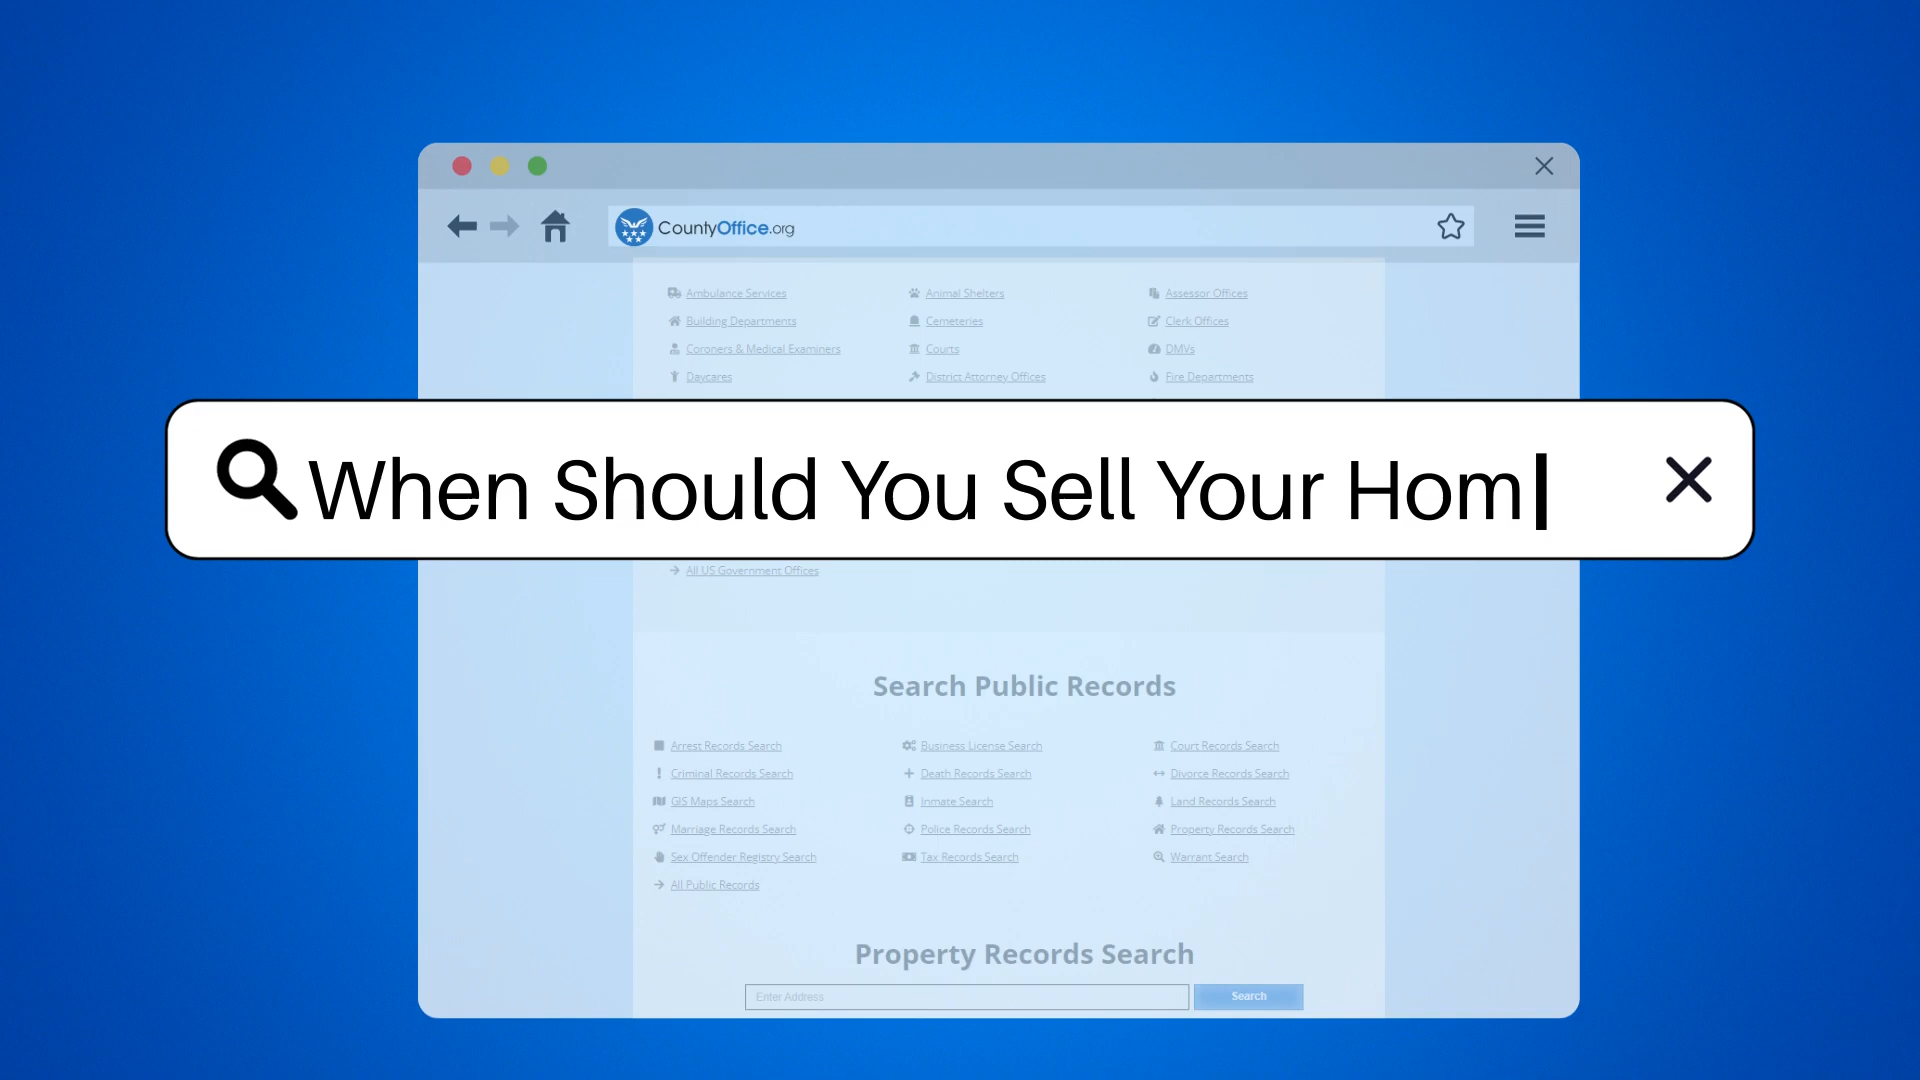 CountyOffice.org
Ambulance Services Animal Shelters Assessor Offices
Building Departments Cemeteries Clerk Offices
Coroners & Medical Examiners Courts DMVs
Daycares District Attorney Offices Fire Departments
When Should You Sell Your Hom
All US Government Offices
Search Public Records
Arrest Records Search Business License Search Court Records Search
Criminal Records Search Death Records Search Divorce Records Search
GIS Maps Search Inmate Search Land Records Search
Marriage Records Search Police Records Search Property Records Search
Sex Offender Registry Search Tax Records Search Warrant Search
All Public Records
Property Records Search
Enter Address Search